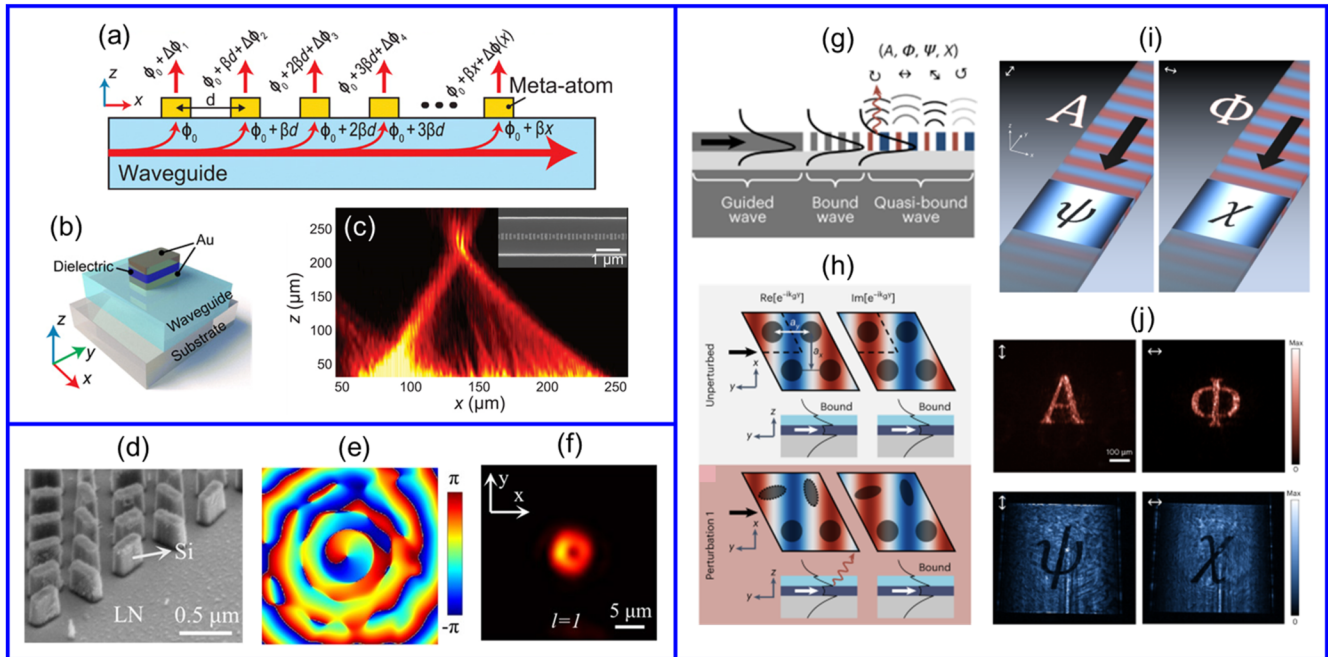 (a)
ϕ₀+Δϕ₁
ϕ₀+βd+Δϕ₂
ϕ₀+2βd+Δϕ₃
ϕ₀+3βd+Δϕ₄
ϕ₀+βx+Δϕ(x)
z
x
d
Meta-atom
ϕ₀
ϕ₀+βd
ϕ₀+2βd
ϕ₀+3βd
ϕ₀+βx
Waveguide
(b)
Au
Dielectric
Waveguide
Substrate
z
y
x
(c)
1 μm
z (μm)
250
200
150
100
50
50
100
150
200
250
x (μm)
(d)
Si
LN
0.5 μm
(e)
π
-π
(f)
y
x
l=1
5 μm
(g)
(A, Φ, Ψ, X)
Guided wave
Bound wave
Quasi-bound wave
(h)
Unperturbed
Re[e^{-ik_g y}]
Im[e^{-ik_g y}]
x
y
Bound
Bound
z
y
Perturbation 1
x
y
Bound
z
y
(i)
A
Φ
ψ
χ
(j)
A
Φ
100 μm
Max
0
ψ
χ
Max
0